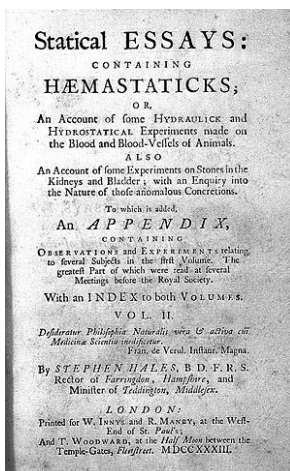 Statical ESSAYS:
CONTAINING
HÆMASTATICKS;
OR,
An Account of some HYDRAULICK and
HYDROSTATICAL Experiments made on
the Blood and Blood-Vessels of Animals.
ALSO
An Account of some Experiments on Stones in the
Kidneys and Bladder; with an Enquiry into
the Nature of those anomalous Concretions.
To which is added,
An APPENDIX,
CONTAINING
OBSERVATIONS and EXPERIMENTS relating
to several Subjects in the first Volume. The
greatest Part of which were read at several
Meetings before the Royal Society.
With an INDEX to both VOLUMES.
VOL. II.
Desideratur Philosophia Naturalis vera & activa cui
Medicinæ Scientia inædificetur.
Fran. de Verul. Instaur. Magna.
By STEPHEN HALES, B. D. F. R. S.
Rector of Farringdon, Hampshire, and
Minister of Teddington, Middlesex.
LONDON:
Printed for W. INNYS and R. MANBY, at the West-
End of St. Paul's;
And T. WOODWARD, at the Half Moon between the
Temple-Gates, Fleetstreet. MDCCXXXIII.